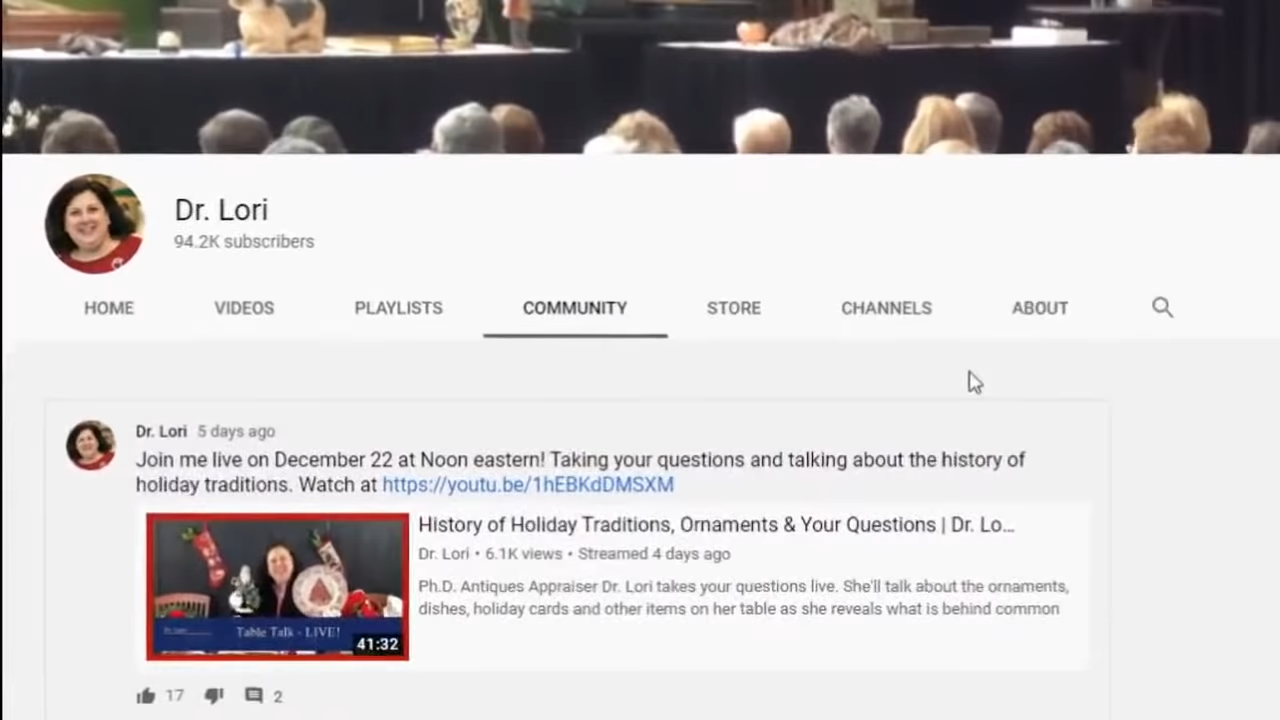 Dr. Lori
94.2K subscribers
HOME VIDEOS PLAYLISTS COMMUNITY STORE CHANNELS ABOUT
Dr. Lori 5 days ago
Join me live on December 22 at Noon eastern! Taking your questions and talking about the history of
holiday traditions. Watch at https://youtu.be/1hEBKdDMSXM
History of Holiday Traditions, Ornaments & Your Questions | Dr. Lo...
Dr. Lori • 6.1K views • Streamed 4 days ago
Ph.D. Antiques Appraiser Dr. Lori takes your questions live. She'll talk about the ornaments,
dishes, holiday cards and other items on her table as she reveals what is behind common
Table Talk - LIVE!
41:32
17 2